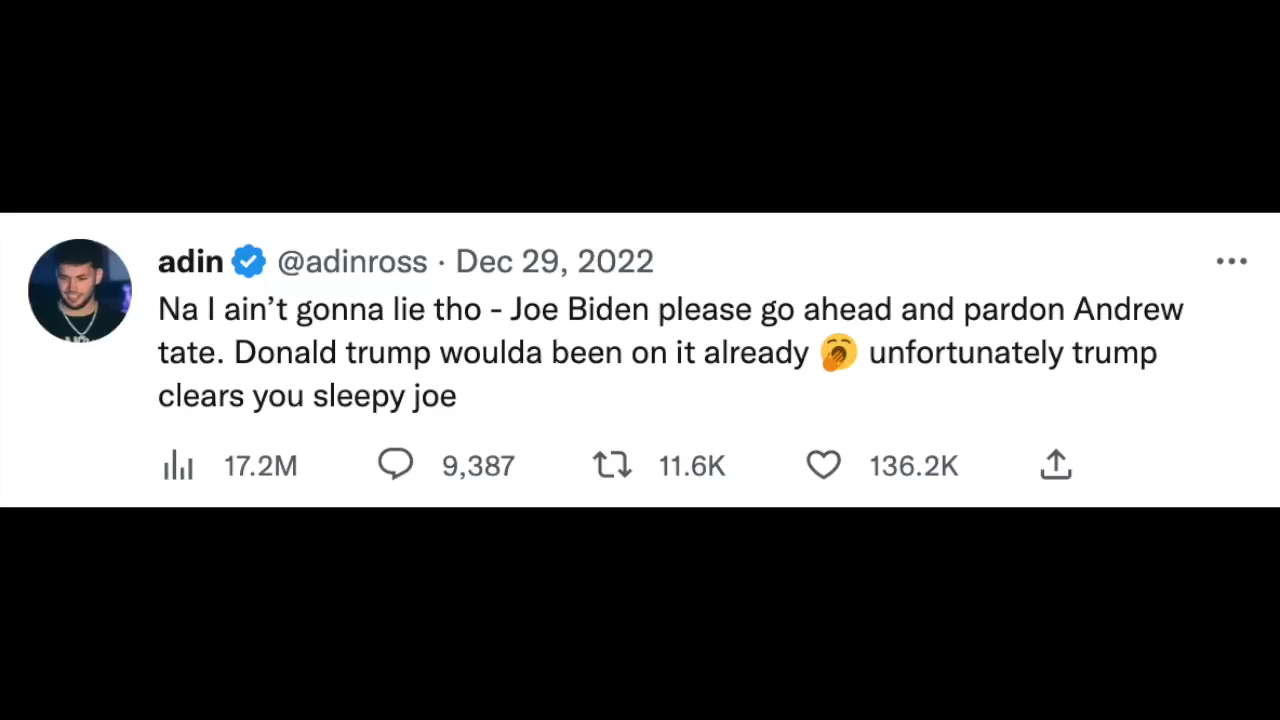 adin @adinross · Dec 29, 2022
Na I ain’t gonna lie tho - Joe Biden please go ahead and pardon Andrew
tate. Donald trump woulda been on it already 🥱 unfortunately trump
clears you sleepy joe
17.2M 9,387 11.6K 136.2K